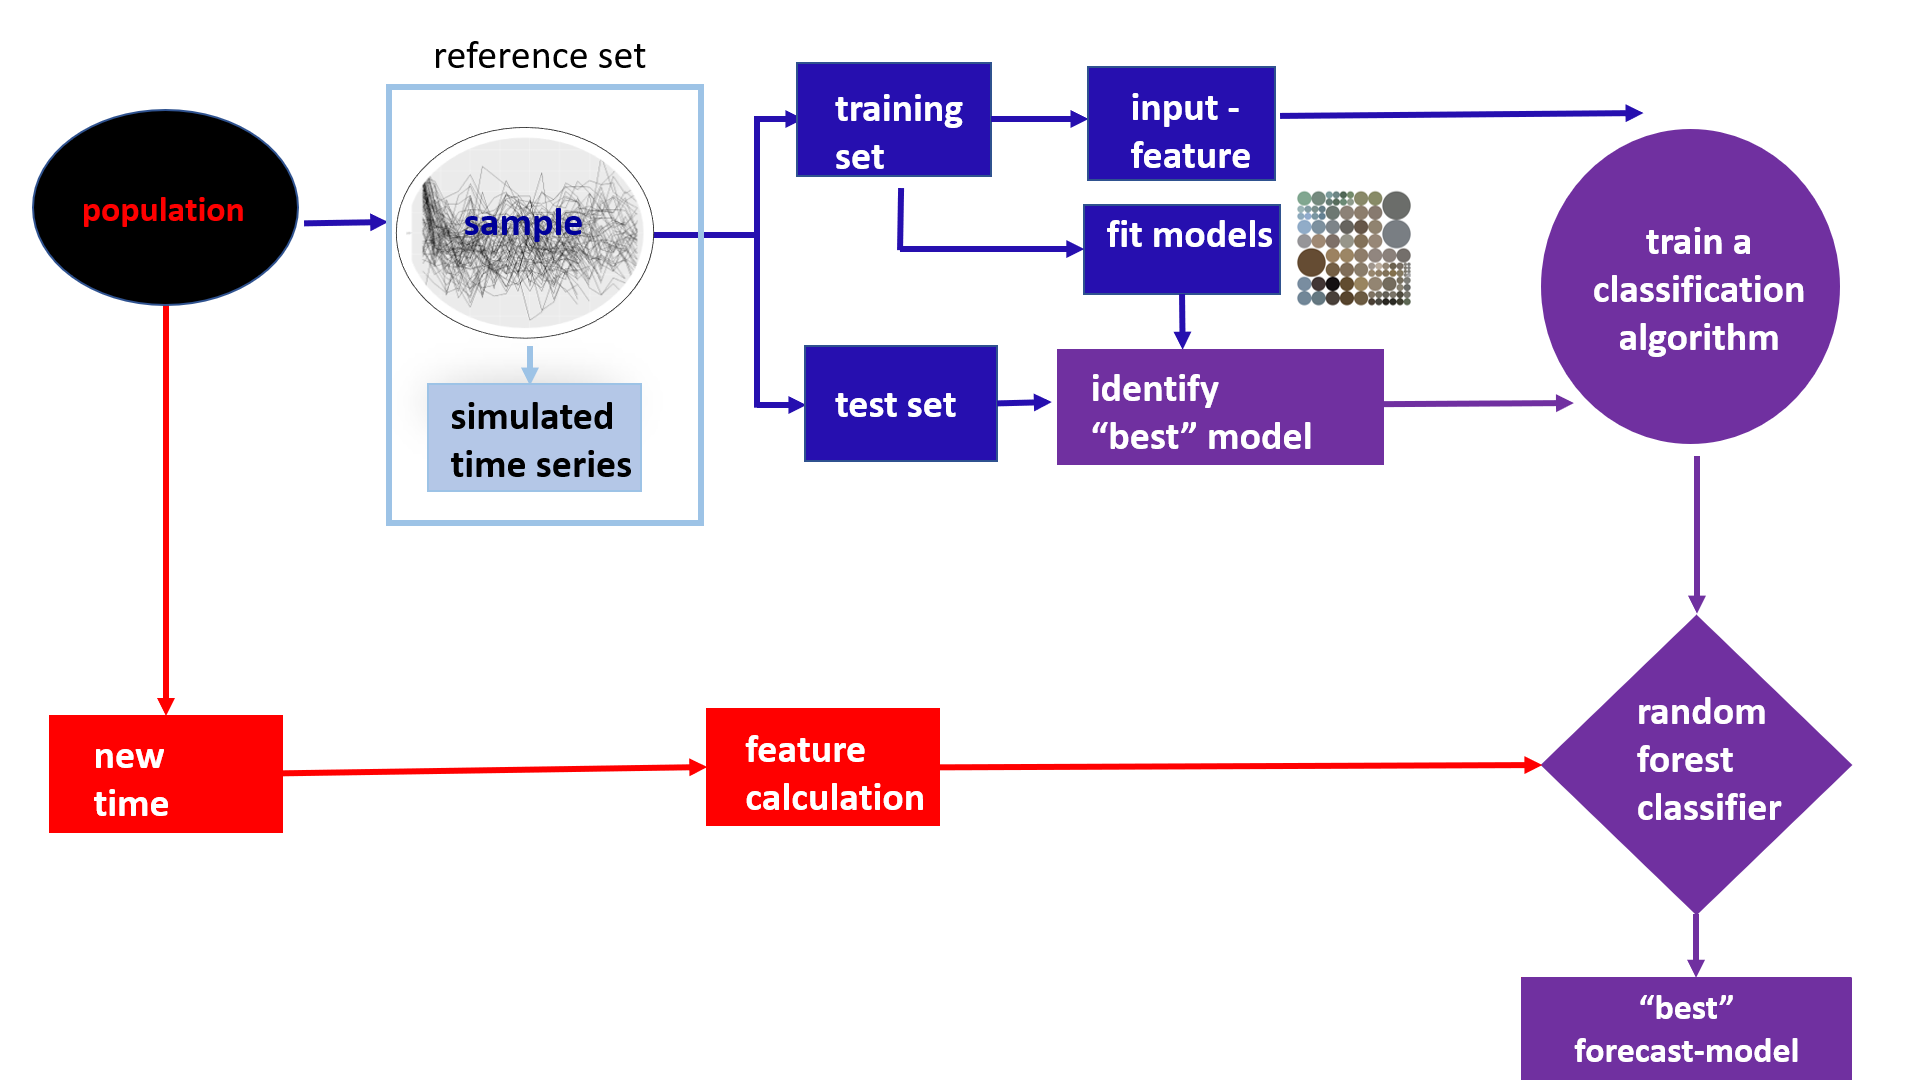 reference set
population
sample
simulated
time series
training
set
input -
feature
fit models
test set
identify
“best” model
train a
classification
algorithm
new
time
feature
calculation
random
forest
classifier
“best”
forecast-model